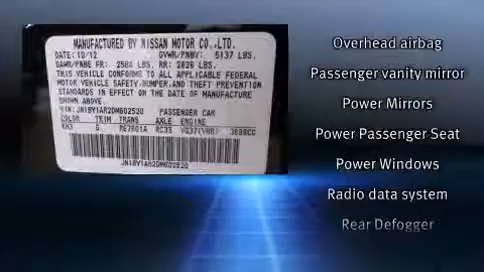 MANUFACTURED BY NISSAN MOTOR CO.,LTD.
DATE: 10/12 GVWR/PNBV: 5137 LBS.
GAWR/PNBE FR: 2584 LBS. RR: 2826 LBS.
THIS VEHICLE CONFORMS TO ALL APPLICABLE FEDERAL
MOTOR VEHICLE SAFETY,BUMPER,AND THEFT PREVENTION
STANDARDS IN EFFECT ON THE DATE OF MANUFACTURE
SHOWN ABOVE.
PASSENGER CAR
COLOR TRIM TRANS AXLE ENGINE
KH3 G RE7R01A RC33
Overhead airbag
Passenger vanity mirror
Power Mirrors
Power Passenger Seat
Power Windows
Radio data system
Rear Defogger